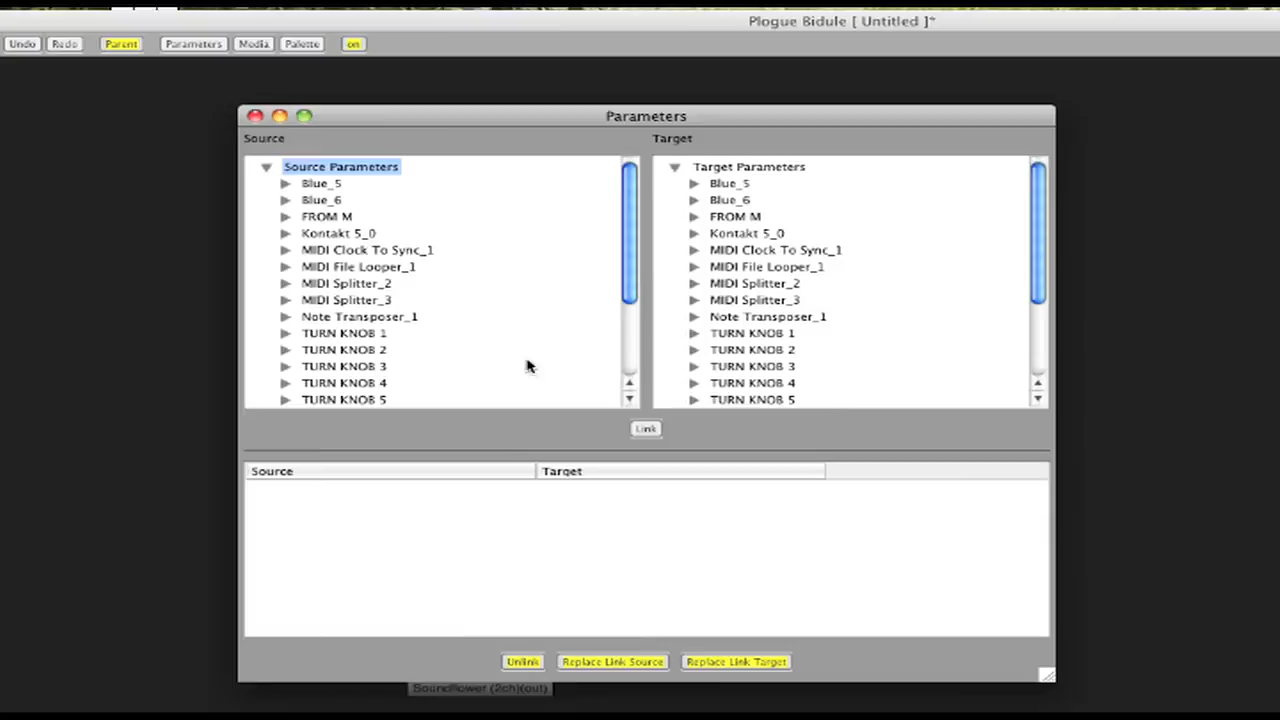 Plogue Bidule [ Untitled ]*
Undo Redo Parent Parameters Media Palette on
Parameters
Source Target
Source Parameters Target Parameters
Blue_5 Blue_5
Blue_6 Blue_6
FROM M FROM M
Kontakt 5_0 Kontakt 5_0
MIDI Clock To Sync_1 MIDI Clock To Sync_1
MIDI File Looper_1 MIDI File Looper_1
MIDI Splitter_2 MIDI Splitter_2
MIDI Splitter_3 MIDI Splitter_3
Note Transposer_1 Note Transposer_1
TURN KNOB 1 TURN KNOB 1
TURN KNOB 2 TURN KNOB 2
TURN KNOB 3 TURN KNOB 3
TURN KNOB 4 TURN KNOB 4
TURN KNOB 5 TURN KNOB 5
Link
Source Target
Unlink Replace Link Source Replace Link Target
Soundflower (2ch)(out)